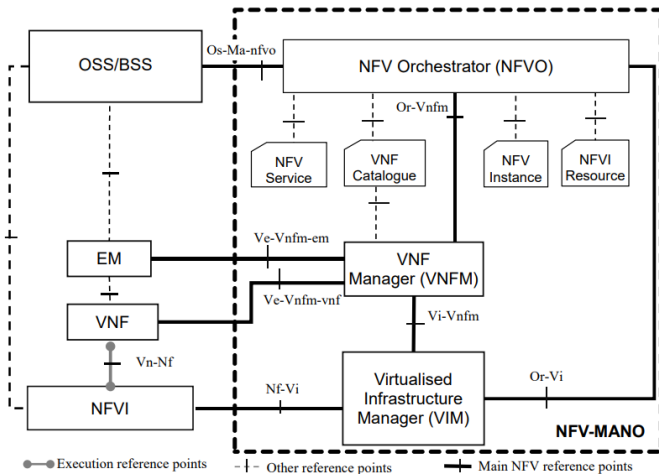 OSS/BSS
Os-Ma-nfvo
NFV Orchestrator (NFVO)
Or-Vnfm
NFV
Service
VNF
Catalogue
NFV
Instance
NFVI
Resource
EM
Ve-Vnfm-em
VNF
Manager (VNFM)
Ve-Vnfm-vnf
VNF
Vi-Vnfm
Vn-Nf
Virtualised
Infrastructure
Manager (VIM)
Nf-Vi
Or-Vi
NFVI
NFV-MANO
Execution reference points
Other reference points
Main NFV reference points